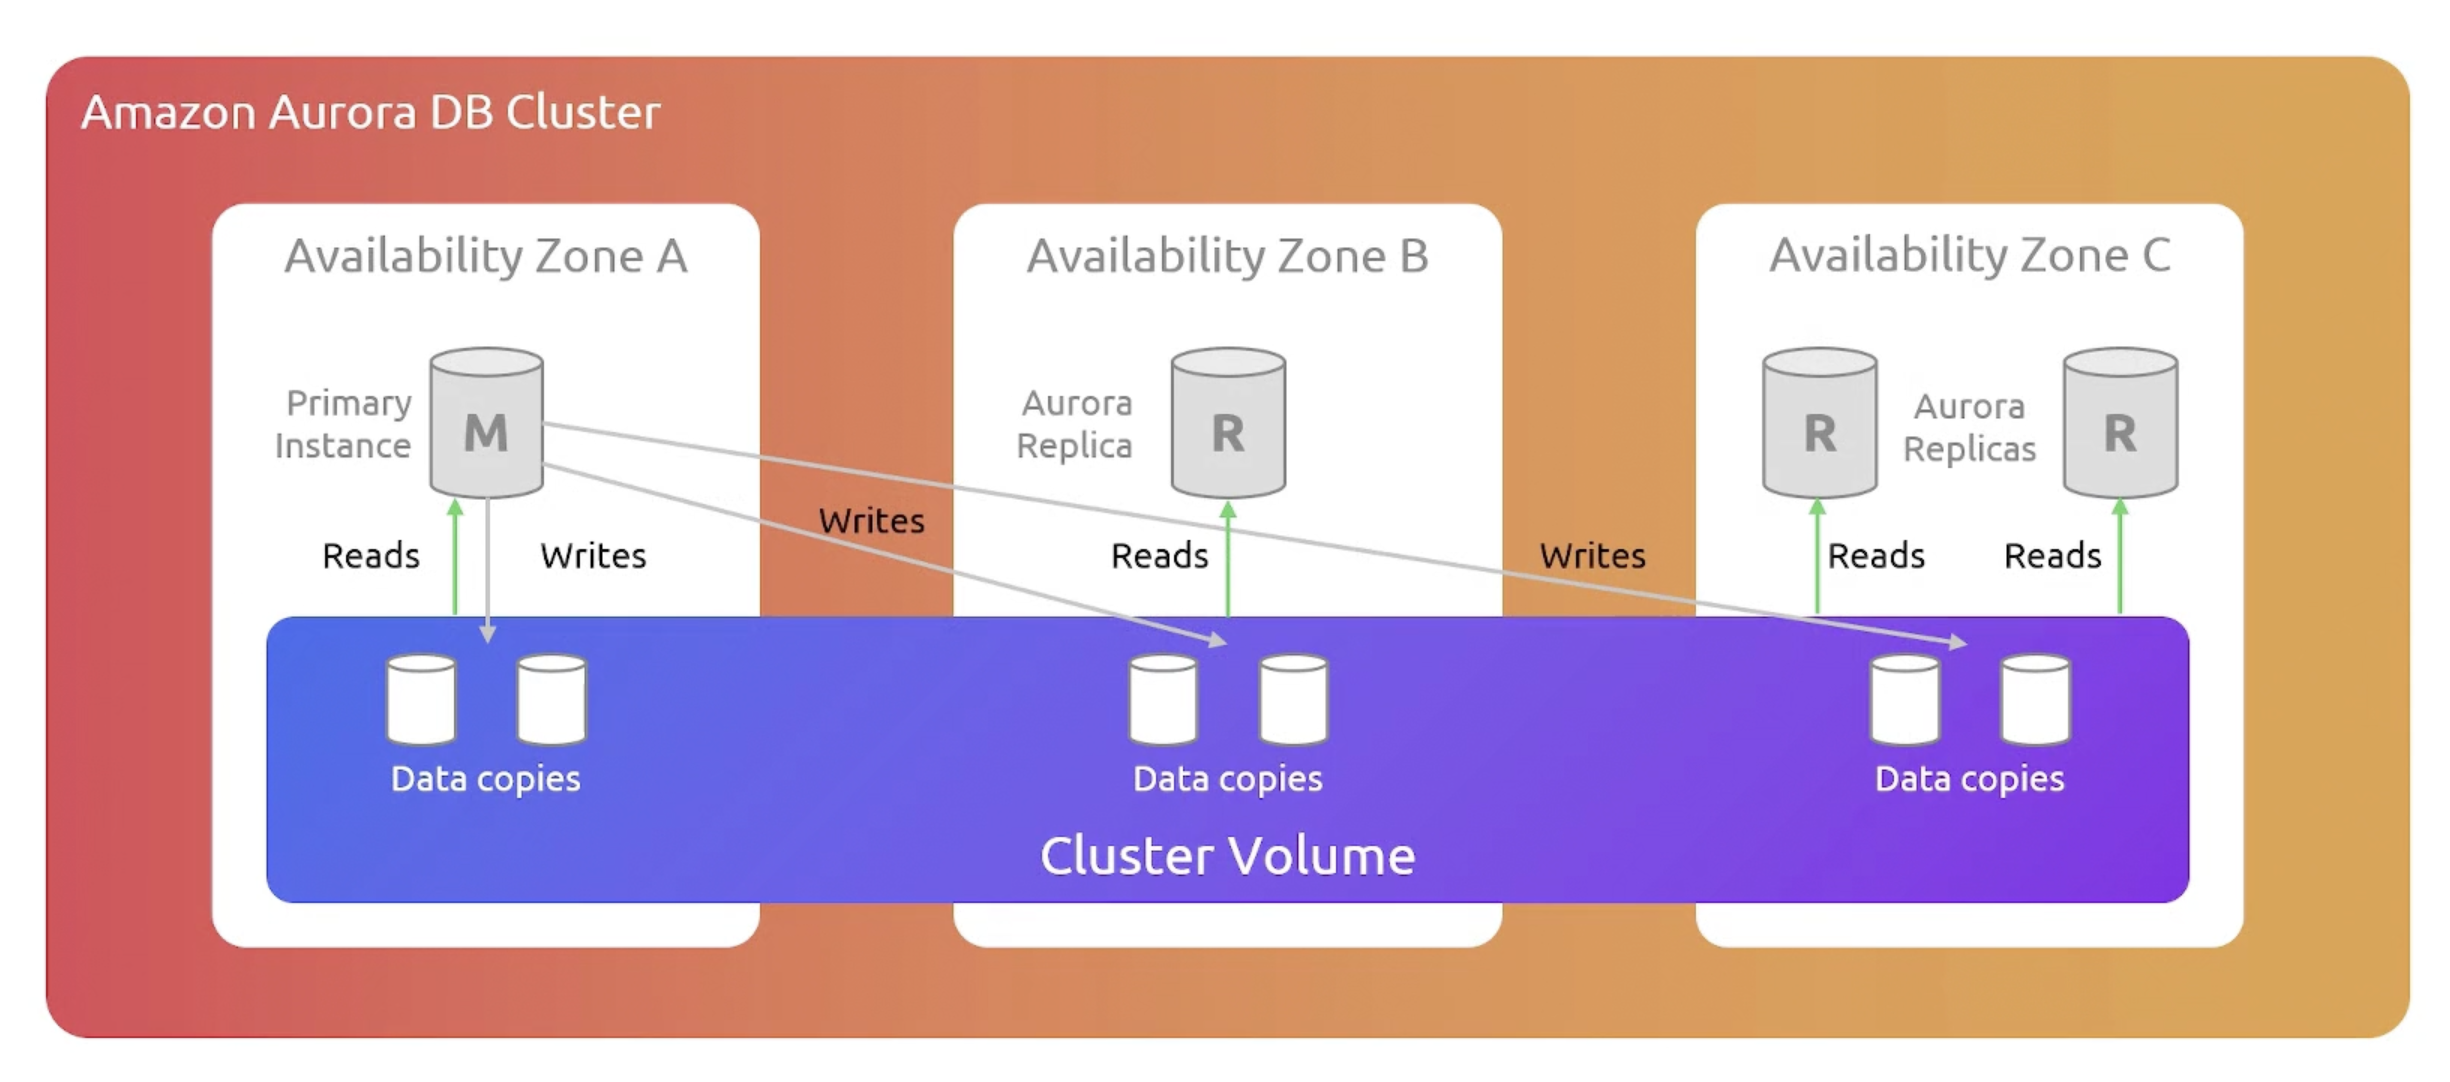 Amazon Aurora DB Cluster
Availability Zone A
Availability Zone B
Availability Zone C
Primary
Instance
M
Aurora
Replica
R
R
Aurora
Replicas
R
Reads
Writes
Writes
Reads
Writes
Reads
Reads
Data copies
Data copies
Data copies
Cluster Volume